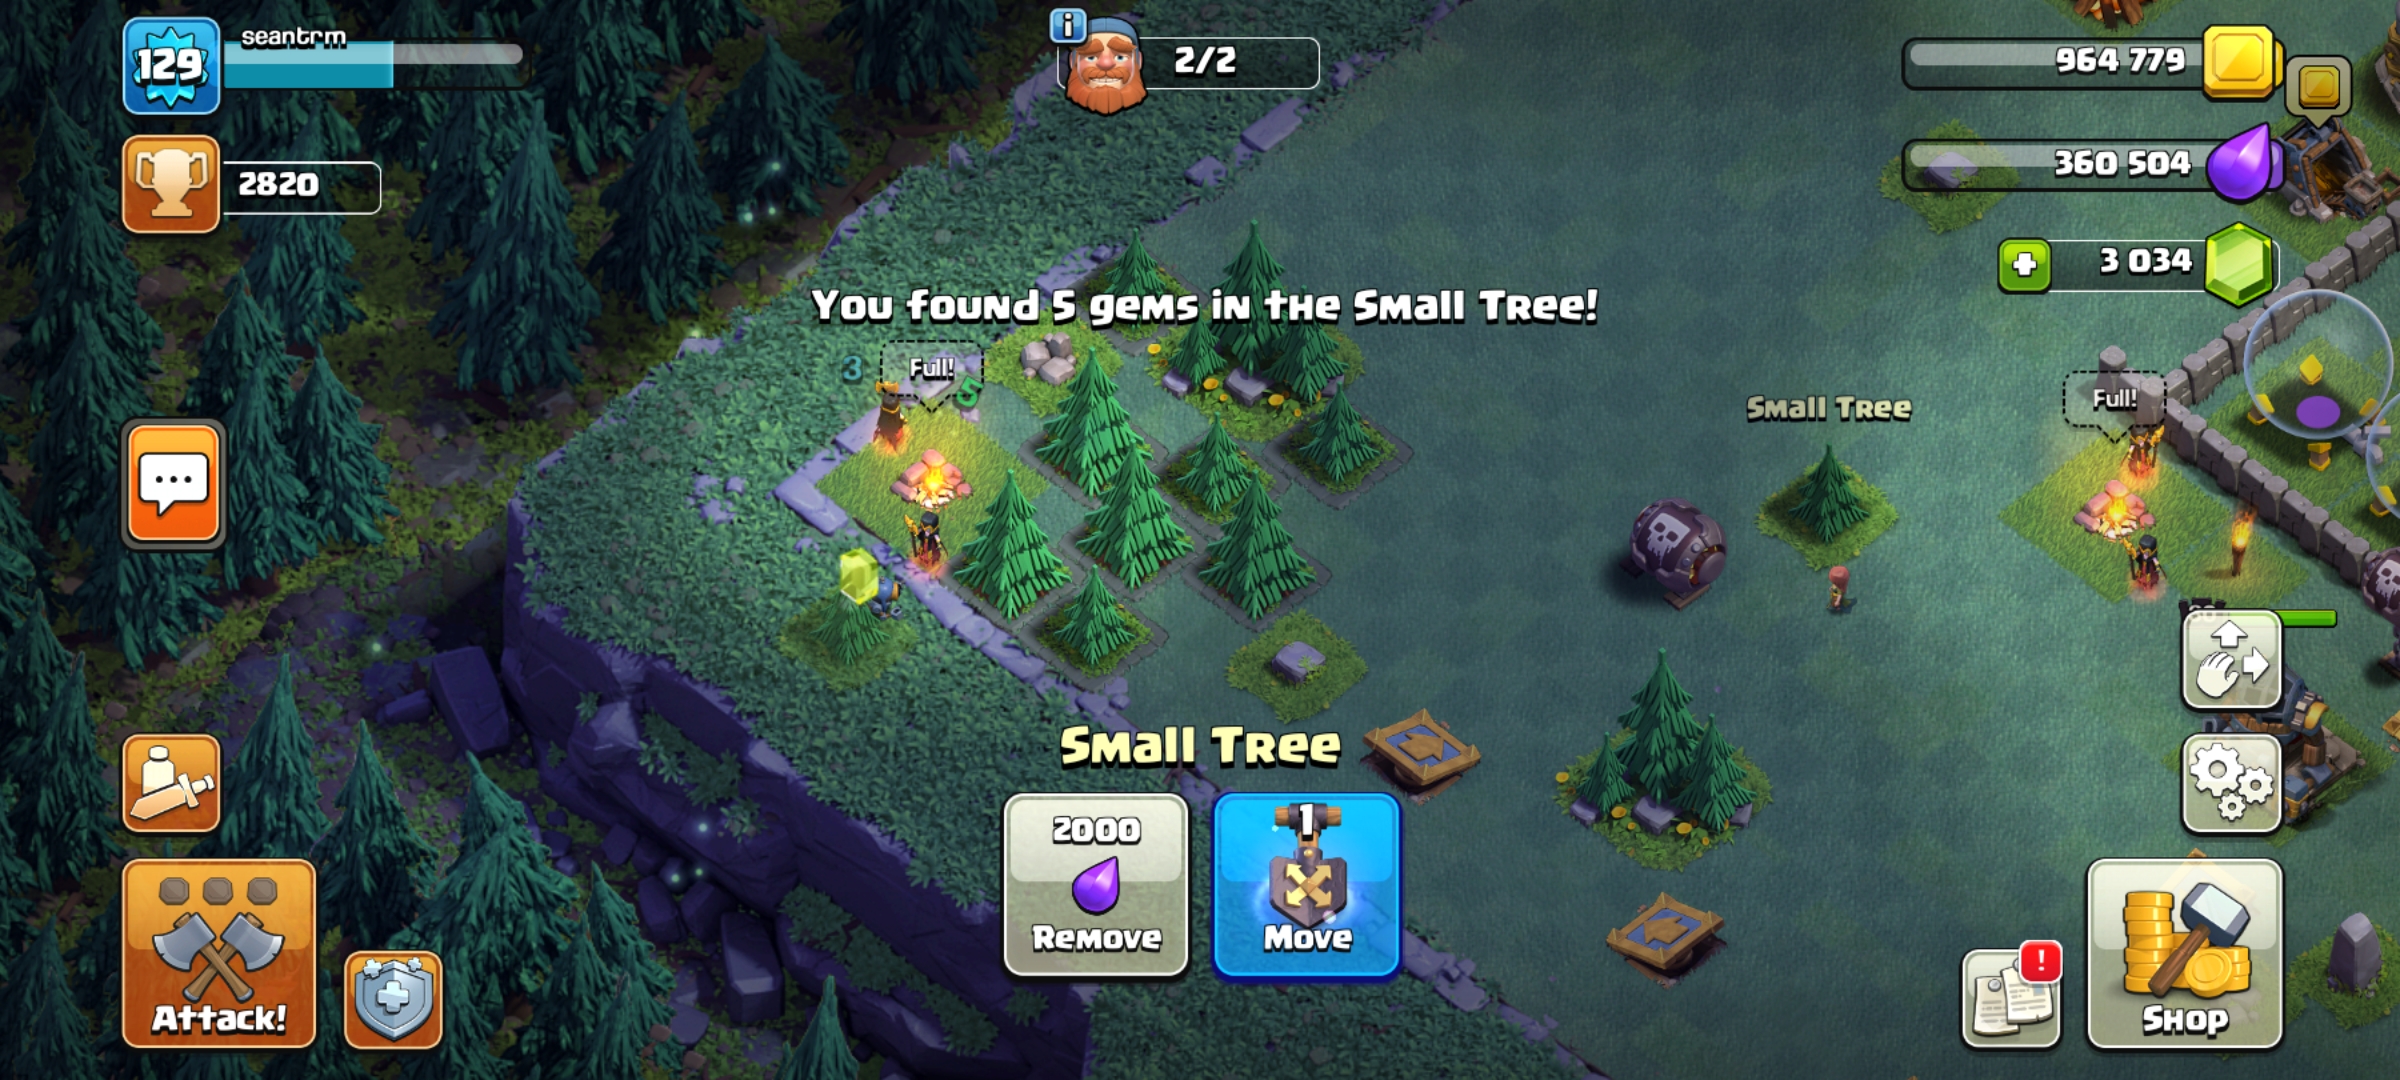 129
seantrm
2/2
964 779
2820
360 504
3 034
You found 5 gems in the Small Tree!
3
Full!
5
Small Tree
Full!
Small Tree
2000
Remove
1
Move
Attack!
!
Shop